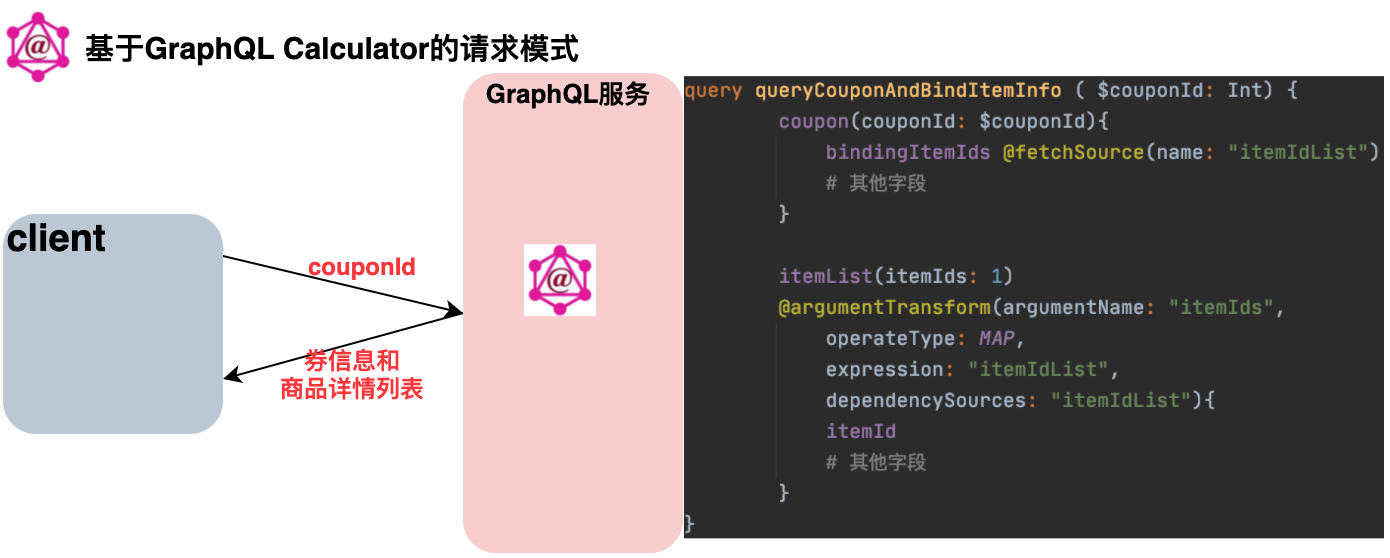 基于GraphQL Calculator的请求模式
GraphQL服务
client
couponId
券信息和
商品详情列表
query queryCouponAndBindItemInfo ( $couponId: Int) {
coupon(couponId: $couponId){
bindingItemIds @fetchSource(name: "itemIdList")
# 其他字段
}
itemList(itemIds: 1)
@argumentTransform(argumentName: "itemIds",
operateType: MAP,
expression: "itemIdList",
dependencySources: "itemIdList"){
itemId
# 其他字段
}
}